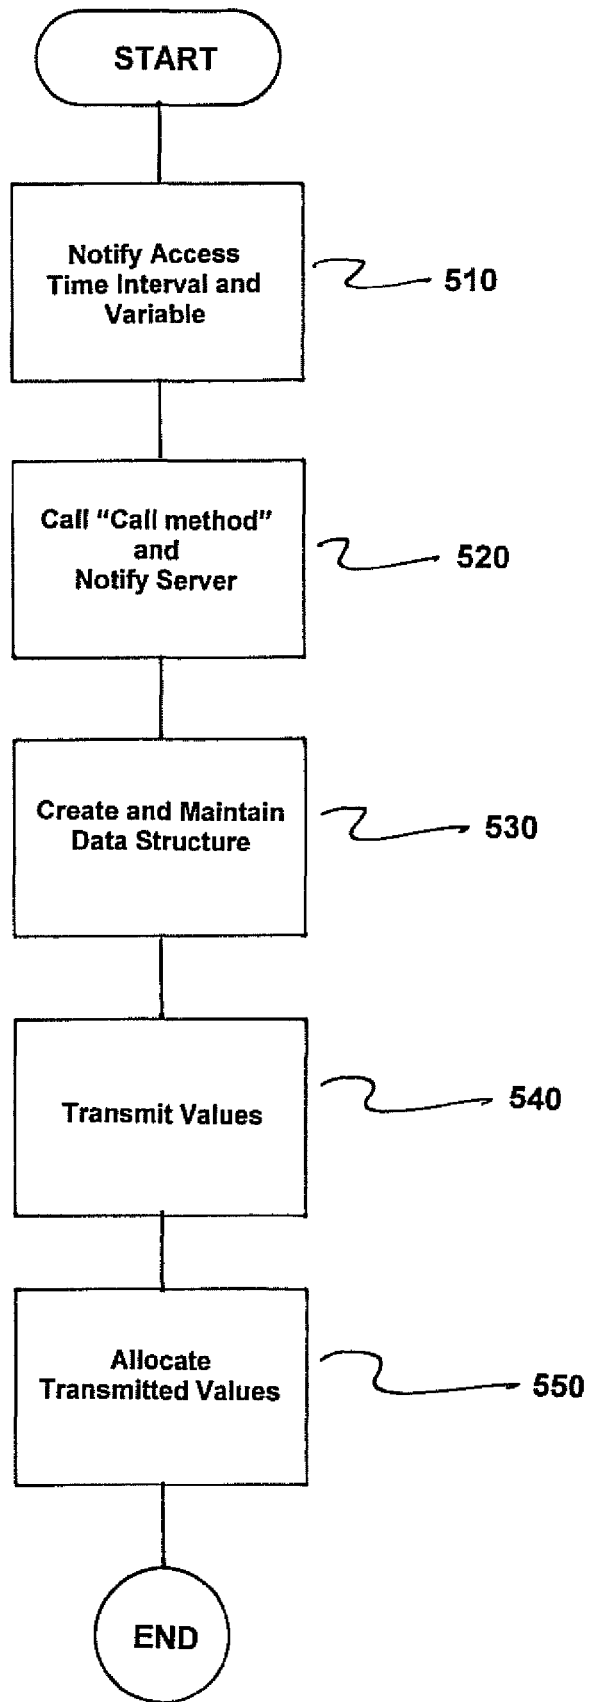 START
Notify Access
Time Interval and
Variable
510
Call “Call method”
and
Notify Server
520
Create and Maintain
Data Structure
530
Transmit Values
540
Allocate
Transmitted Values
550
END